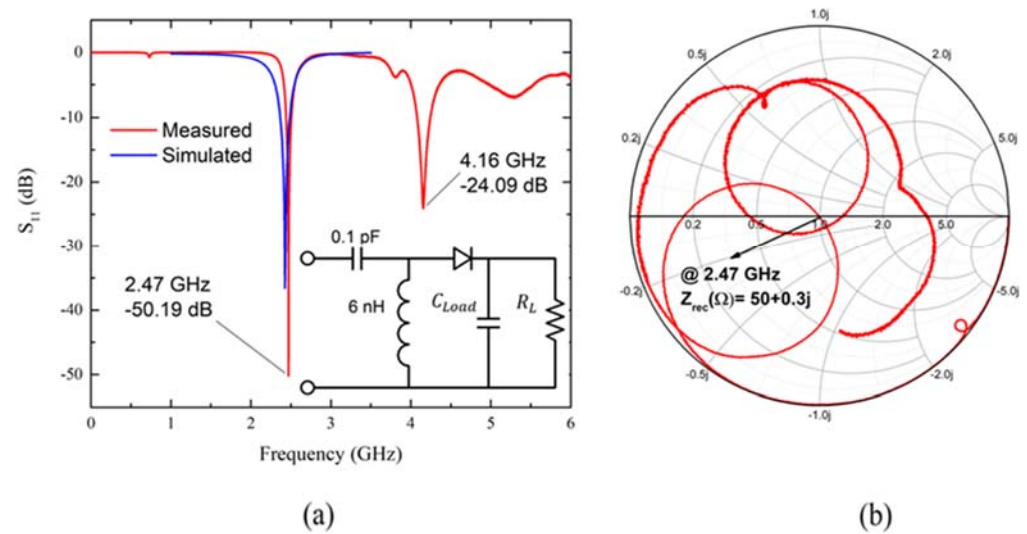 0
-10
-20
-30
-40
-50
S₁₁ (dB)
0 1 2 3 4 5 6
Frequency (GHz)
Measured
Simulated
4.16 GHz
-24.09 dB
2.47 GHz
-50.19 dB
0.1 pF
6 nH
C_Load
R_L
(a)
1.0j
0.5j
2.0j
0.2j
5.0j
0.2 0.5 1.0 2.0 5.0
-0.2j
-5.0j
-0.5j
-2.0j
-1.0j
@ 2.47 GHz
Z_rec(Ω)= 50+0.3j
(b)